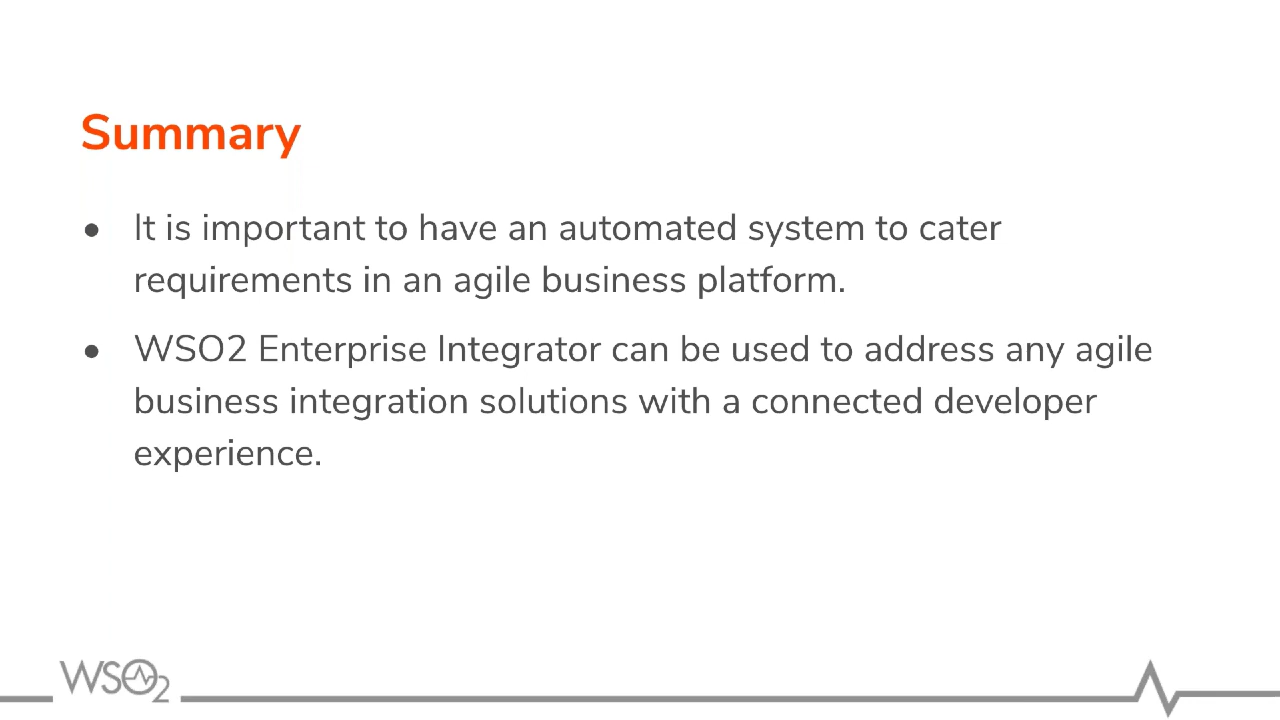 Summary
● It is important to have an automated system to cater
requirements in an agile business platform.
● WSO2 Enterprise Integrator can be used to address any agile
business integration solutions with a connected developer
experience.
WSO2